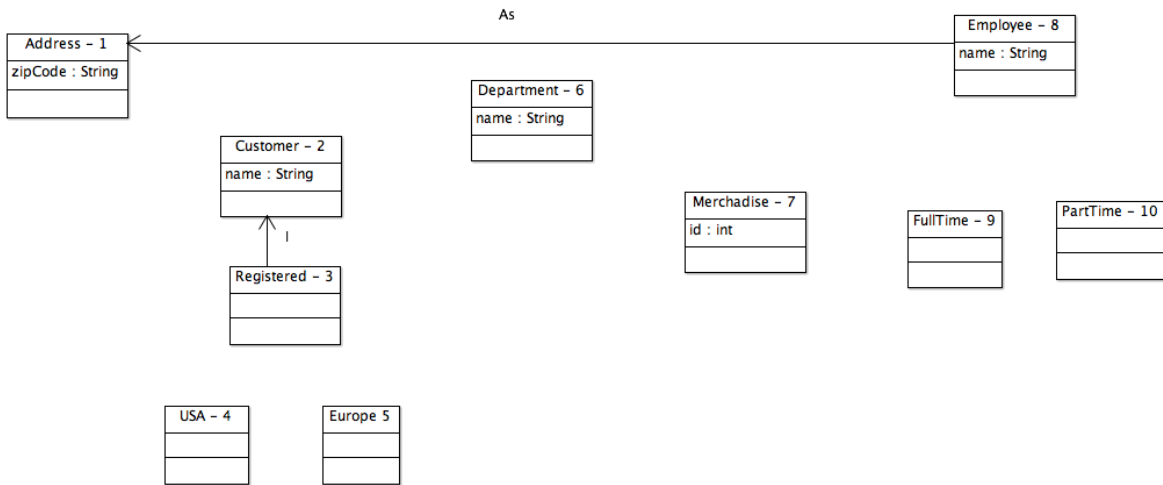 As
Address - 1
zipCode : String
Employee - 8
name : String
Department - 6
name : String
Customer - 2
name : String
Merchadise - 7
id : int
FullTime - 9
PartTime - 10
I
Registered - 3
USA - 4
Europe 5